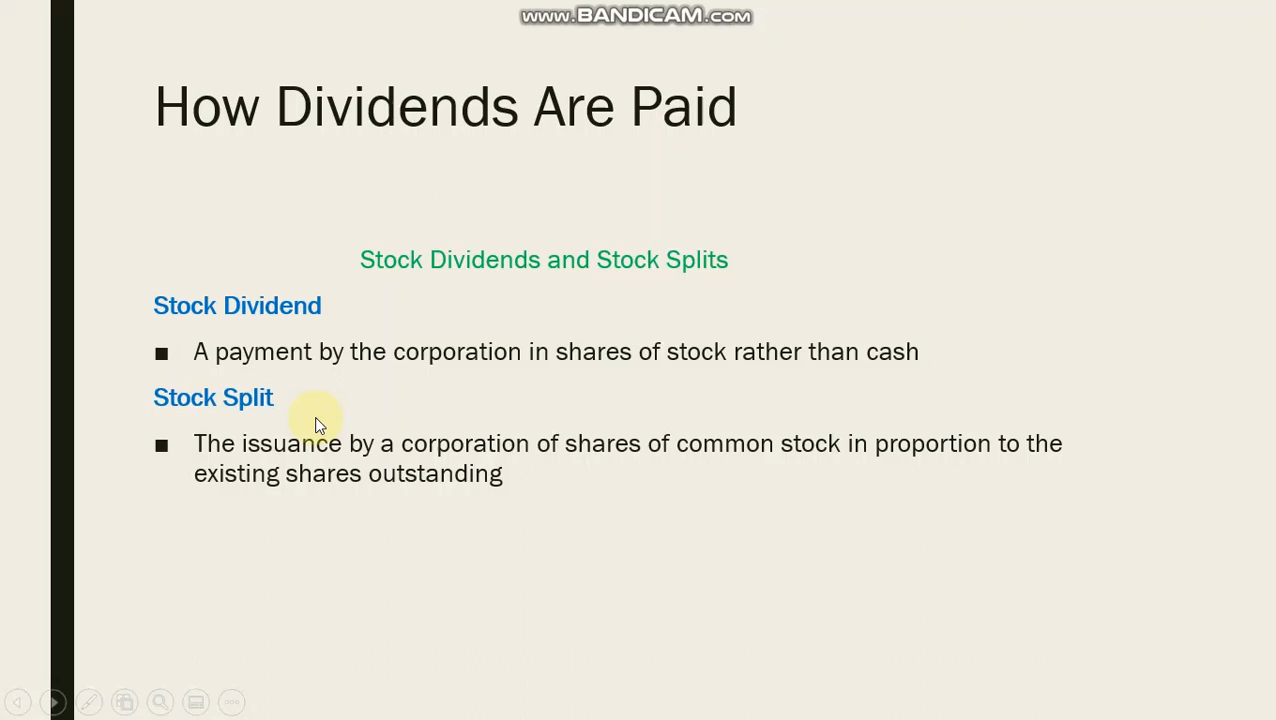 www.BANDICAM.com
How Dividends Are Paid
Stock Dividends and Stock Splits
Stock Dividend
■ A payment by the corporation in shares of stock rather than cash
Stock Split
■ The issuance by a corporation of shares of common stock in proportion to the
existing shares outstanding